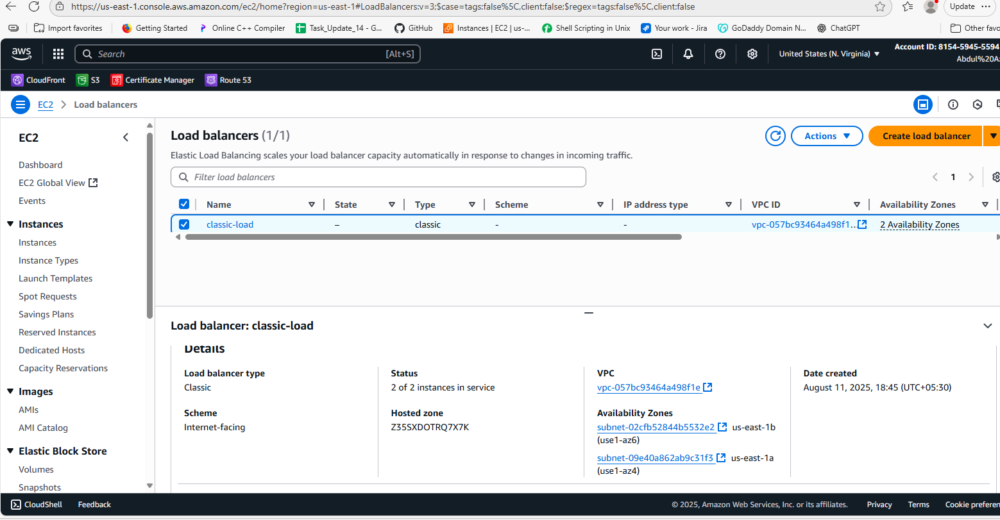 https://us-east-1.console.aws.amazon.com/ec2/home?region=us-east-1#LoadBalancers:v=3;$case=tags:false%5C,client:false;$regex=tags:false%5C,client:false
Update
Import favorites
Getting Started
Online C++ Compiler
Task_Update_14 - G...
GitHub
Instances | EC2 | us-...
Shell Scripting in Unix
Your work - Jira
GoDaddy Domain N...
ChatGPT
Other favo
aws
Search
[Alt+S]
United States (N. Virginia)
Account ID: 8154-5945-5594
Abdul%20A
CloudFront
S3
Certificate Manager
Route 53
EC2
Load balancers
EC2
Dashboard
EC2 Global View
Events
Instances
Instances
Instance Types
Launch Templates
Spot Requests
Savings Plans
Reserved Instances
Dedicated Hosts
Capacity Reservations
Images
AMIs
AMI Catalog
Elastic Block Store
Volumes
Snapshots
Load balancers (1/1)
Actions
Create load balancer
Elastic Load Balancing scales your load balancer capacity automatically in response to changes in incoming traffic.
Filter load balancers
1
Name State Type Scheme IP address type VPC ID Availability Zones
classic-load – classic - - vpc-057bc93464a498f1... 2 Availability Zones
Load balancer: classic-load
Details
Load balancer type
Classic
Scheme
Internet-facing
Status
2 of 2 instances in service
Hosted zone
Z35SXDOTRQ7X7K
VPC
vpc-057bc93464a498f1e
Availability Zones
subnet-02cfb52844b5532e2 us-east-1b
(use1-az6)
subnet-09e40a862ab9c31f3 us-east-1a
(use1-az4)
Date created
August 11, 2025, 18:45 (UTC+05:30)
CloudShell
Feedback
© 2025, Amazon Web Services, Inc. or its affiliates.
Privacy
Terms
Cookie preferen